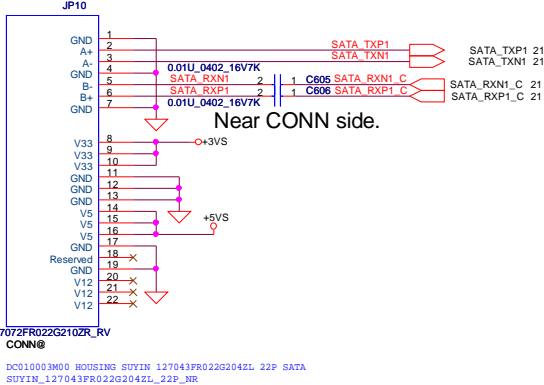 JP10
GND 1
A+ 2 SATA_TXP1 SATA_TXP1 21
A- 3 SATA_TXN1 SATA_TXN1 21
GND 4 0.01U_0402_16V7K
B- 5 SATA_RXN1 2 1 C605 SATA_RXN1_C SATA_RXN1_C 21
B+ 6 SATA_RXP1 2 1 C606 SATA_RXP1_C SATA_RXP1_C 21
GND 7 0.01U_0402_16V7K
Near CONN side.
V33 8 +3VS
V33 9
V33 10
GND 11
GND 12
GND 13
V5 14
V5 15 +5VS
V5 16
GND 17
Reserved 18
GND 19
V12 20
V12 21
V12 22
7072FR022G210ZR_RV
CONN@
DC010003M00 HOUSING SUYIN 127043FR022G204ZL 22P SATA
SUYIN_127043FR022G204ZL_22P_NR